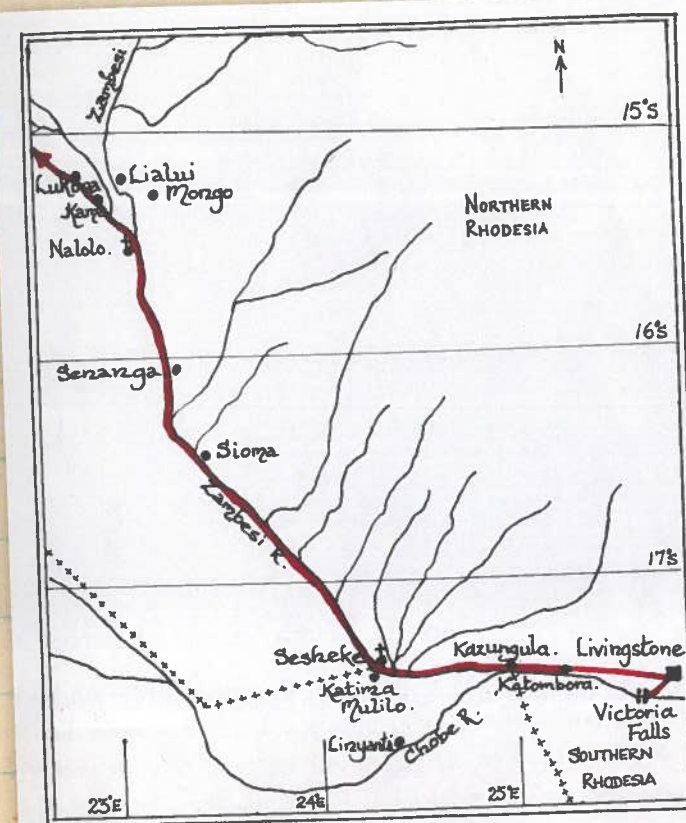 N
Zambesi
15°S
Lialui
Mongo
Lukona
Kama
Nalolo.
NORTHERN
RHODESIA
16°S
Senanga
Sioma
Zambesi R.
17°S
Sesheke
Katima
Mulilo.
Kazungula.
Katombora.
Livingstone
Victoria
Falls
Linyanti
Chobe R.
SOUTHERN
RHODESIA
23°E
24°E
25°E